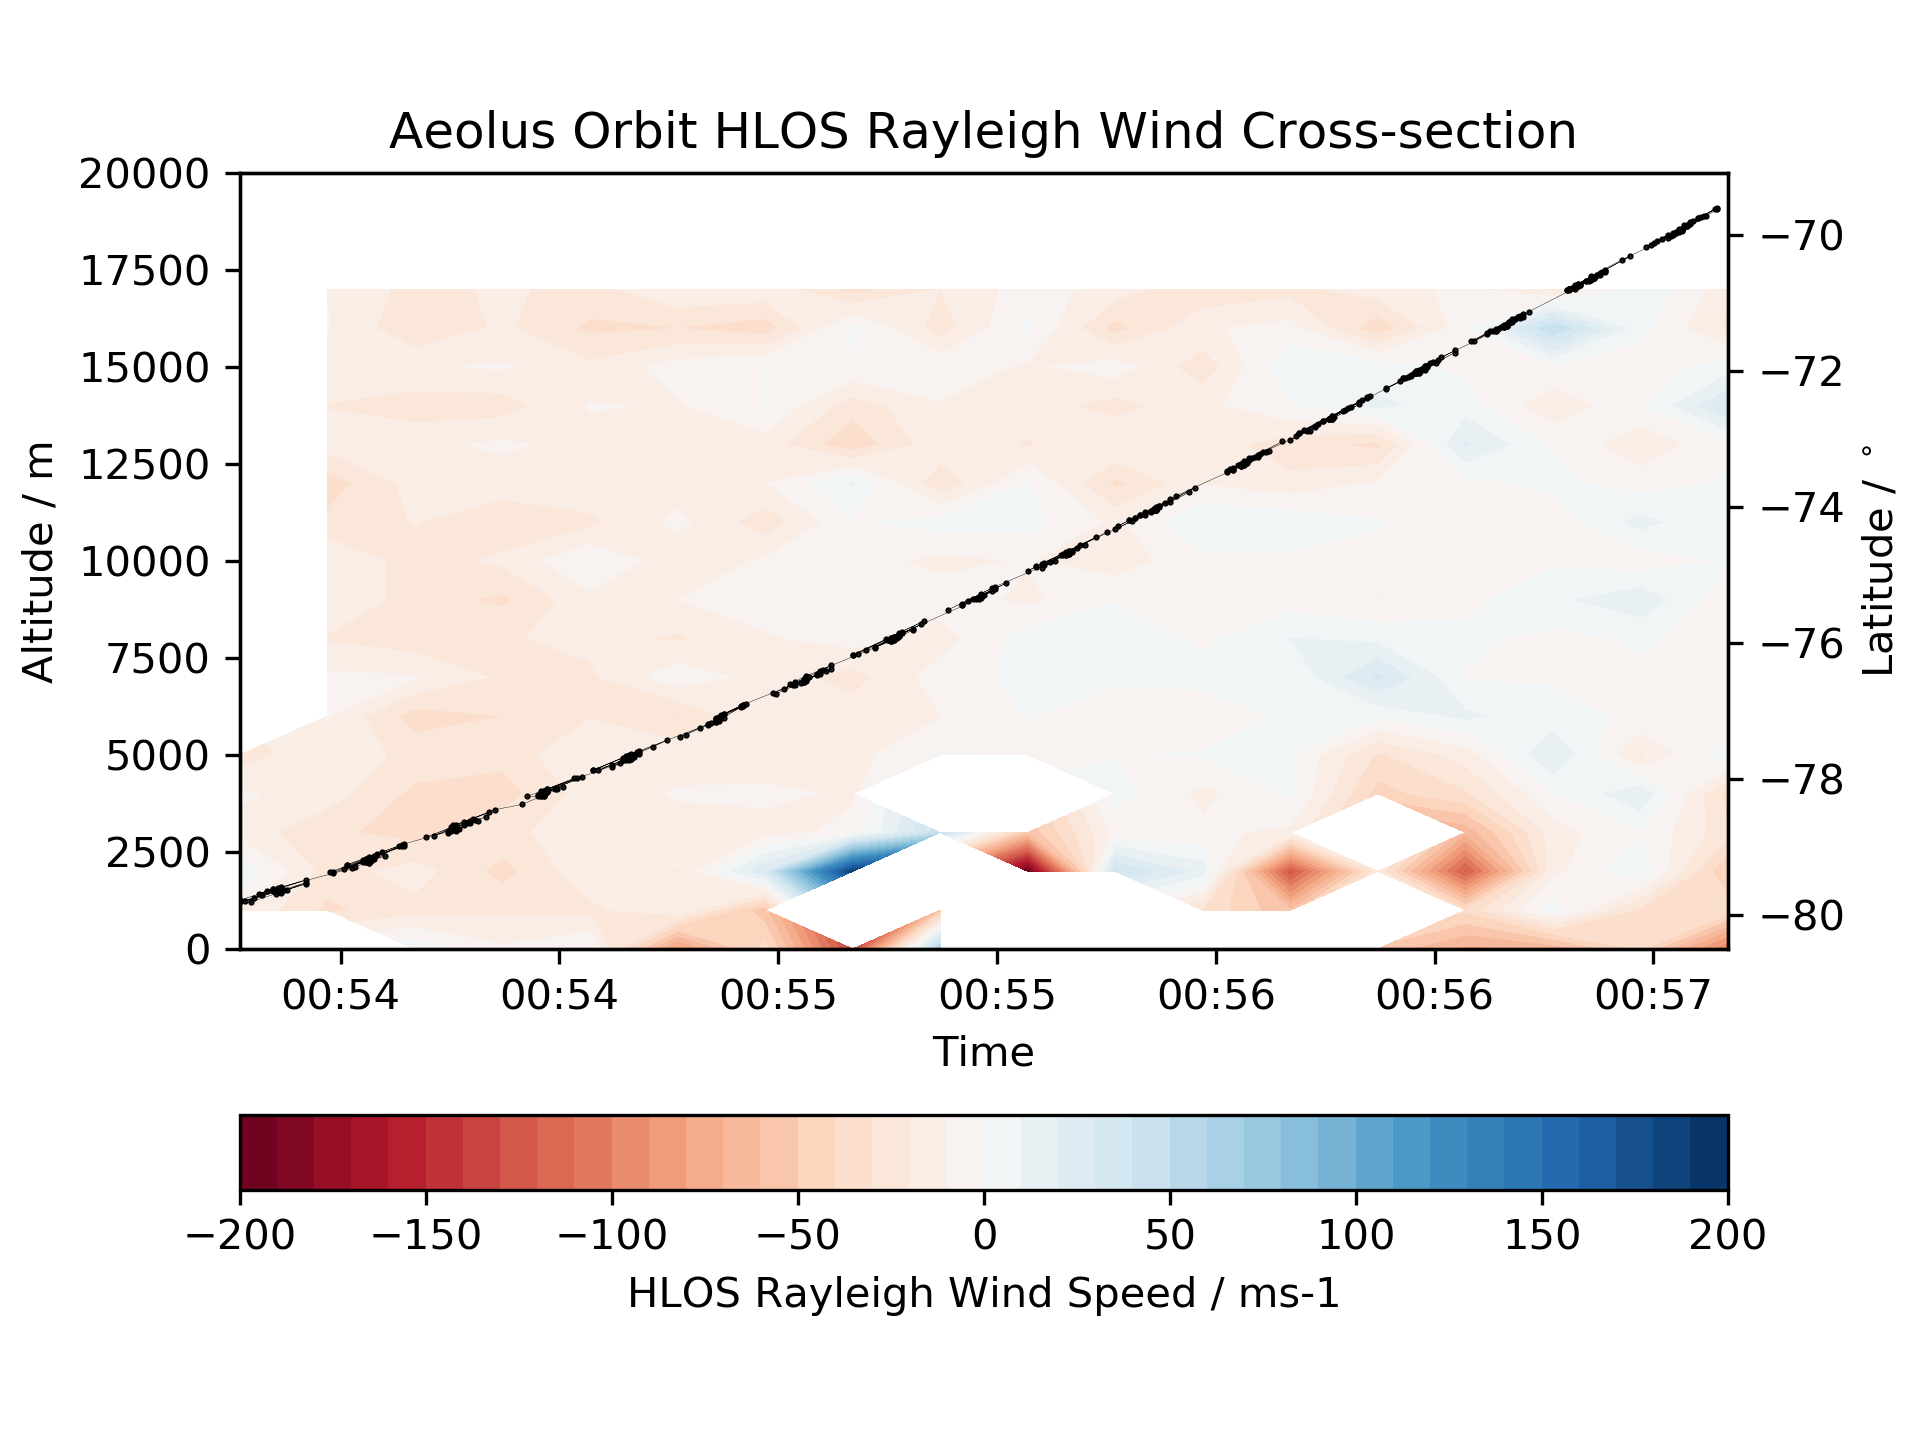 Aeolus Orbit HLOS Rayleigh Wind Cross-section
20000
17500
15000
12500
10000
7500
5000
2500
0
Altitude / m
−70
−72
−74
−76
−78
−80
Latitude / °
00:54 00:54 00:55 00:55 00:56 00:56 00:57
Time
−200 −150 −100 −50 0 50 100 150 200
HLOS Rayleigh Wind Speed / ms-1